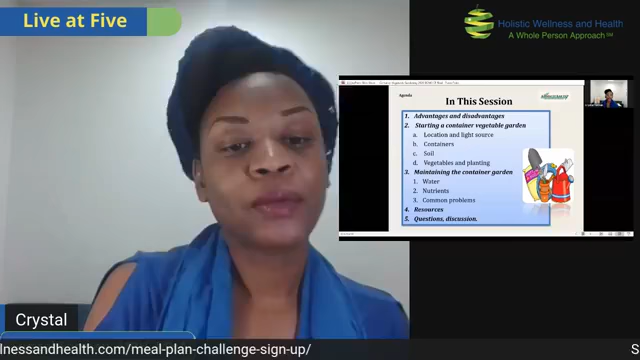 Live at Five
Holistic Wellness and Health
A Whole Person Approach℠
Agenda
In This Session
1. Advantages and disadvantages
2. Starting a container vegetable garden
a. Location and light source
b. Containers
c. Soil
d. Vegetables and planting
3. Maintaining the container garden
1. Water
2. Nutrients
3. Common problems
4. Resources
5. Questions, discussion.
Crystal
lnessandhealth.com/meal-plan-challenge-sign-up/
S